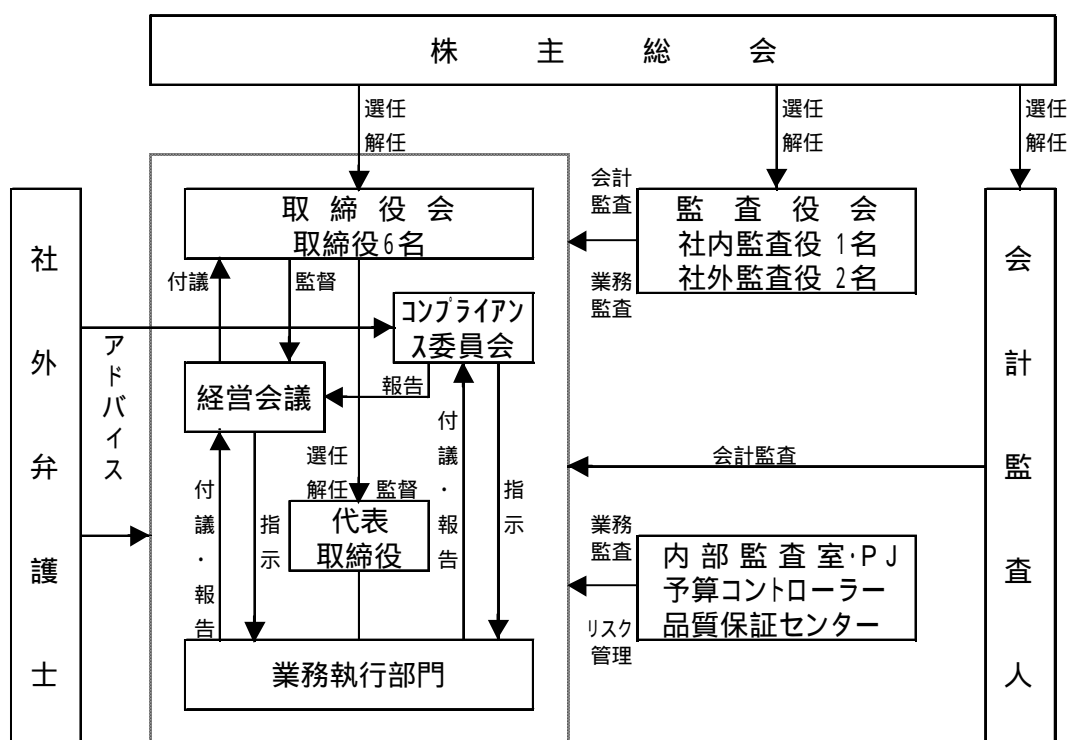 株主総会
選任
解任
選任
解任
選任
解任
取締役会
取締役6名
会計
監査
業務
監査
監査役会
社内監査役 1名
社外監査役 2名
社外弁護士
会計監査人
付議
監督
コンプライアン
ス委員会
アドバイス
経営会議
報告
付議・報告
指示
選任
解任
監督
代表
取締役
付議・報告
指示
会計監査
業務
監査
リスク
管理
内部監査室・PJ
予算コントローラー
品質保証センター
業務執行部門